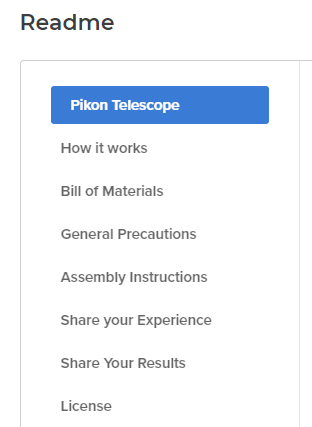 Readme
Pikon Telescope
How it works
Bill of Materials
General Precautions
Assembly Instructions
Share your Experience
Share Your Results
License